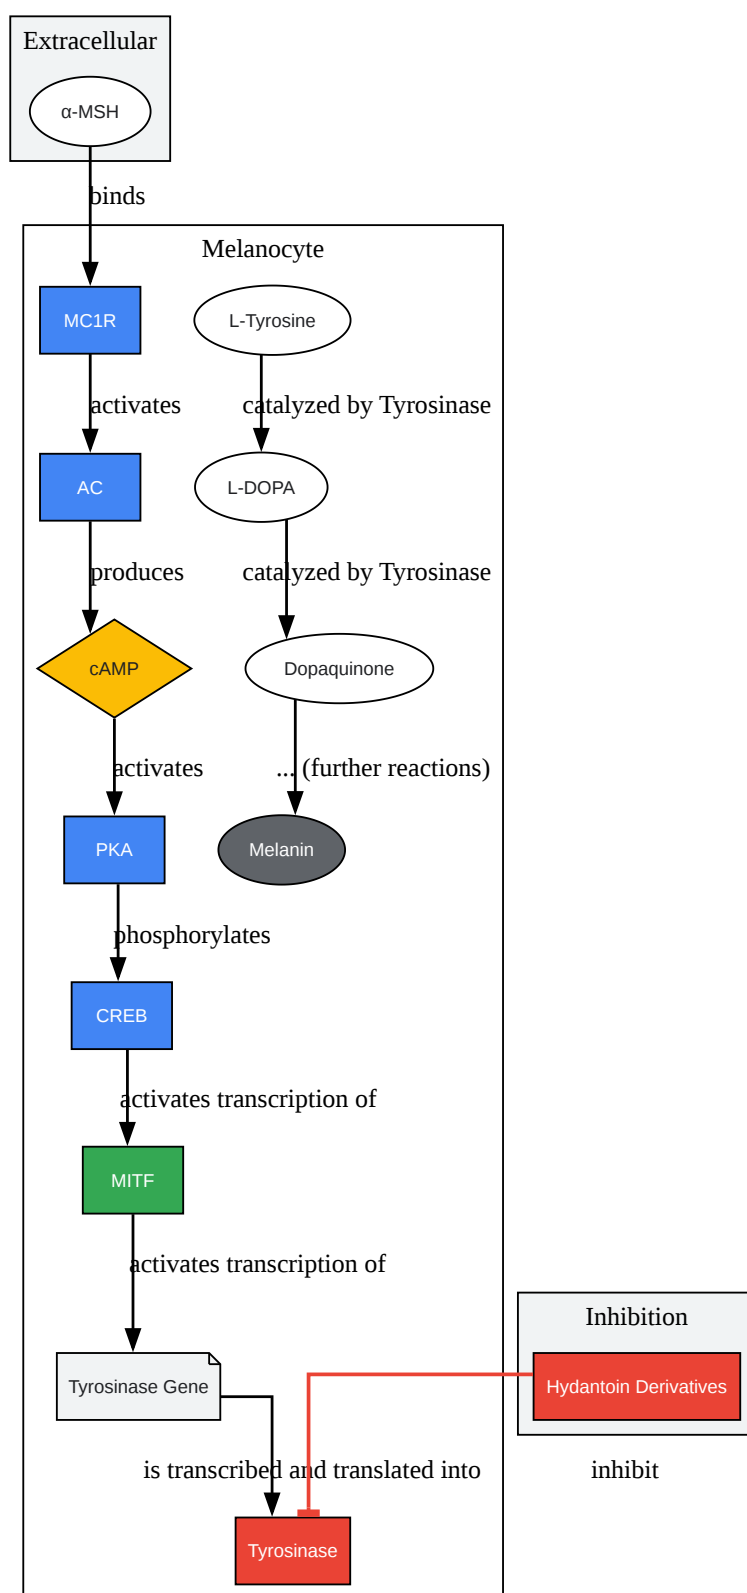 Extracellular
α-MSH
binds
Melanocyte
MC1R
L-Tyrosine
activates
catalyzed by Tyrosinase
AC
L-DOPA
produces
catalyzed by Tyrosinase
cAMP
Dopaquinone
activates
... (further reactions)
PKA
Melanin
phosphorylates
CREB
activates transcription of
MITF
activates transcription of
Inhibition
Tyrosinase Gene
Hydantoin Derivatives
is transcribed and translated into
inhibit
Tyrosinase